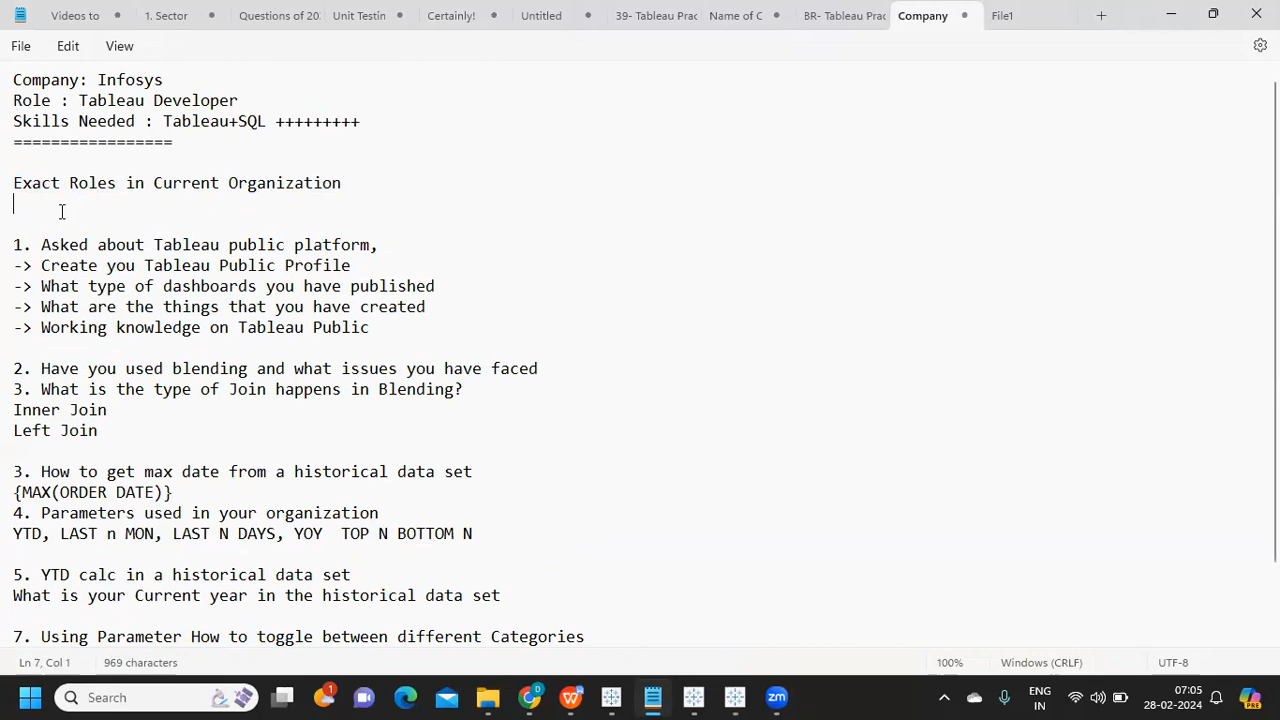 Videos to
1. Sector
Questions of 20
Unit Testin
Certainly!
Untitled
39- Tableau Prac
Name of C
BR- Tableau Prac
Company
File1
File
Edit
View
Company: Infosys
Role : Tableau Developer
Skills Needed : Tableau+SQL +++++++++
=================
Exact Roles in Current Organization
1. Asked about Tableau public platform,
-> Create you Tableau Public Profile
-> What type of dashboards you have published
-> What are the things that you have created
-> Working knowledge on Tableau Public
2. Have you used blending and what issues you have faced
3. What is the type of Join happens in Blending?
Inner Join
Left Join
3. How to get max date from a historical data set
{MAX(ORDER DATE)}
4. Parameters used in your organization
YTD, LAST n MON, LAST N DAYS, YOY  TOP N BOTTOM N
5. YTD calc in a historical data set
What is your Current year in the historical data set
7. Using Parameter How to toggle between different Categories
Ln 7, Col 1
969 characters
100%
Windows (CRLF)
UTF-8
Search
1
D
W
zm
ENG
IN
07:05
28-02-2024
PRE